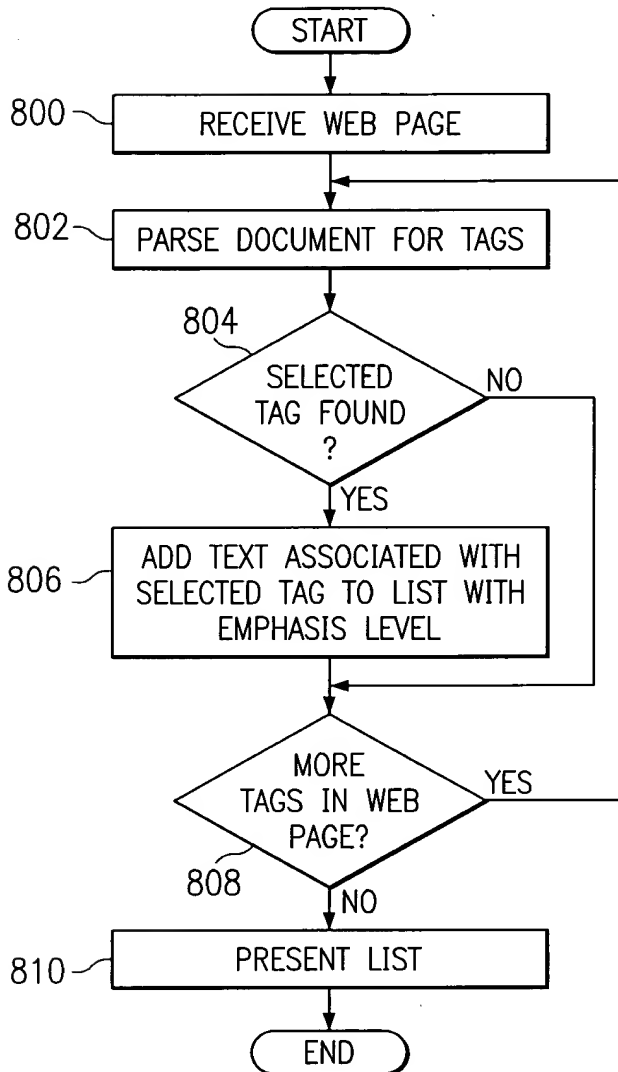 START
800
RECEIVE WEB PAGE
802
PARSE DOCUMENT FOR TAGS
804
SELECTED
TAG FOUND
?
NO
YES
806
ADD TEXT ASSOCIATED WITH
SELECTED TAG TO LIST WITH
EMPHASIS LEVEL
MORE
TAGS IN WEB
PAGE?
YES
808
NO
810
PRESENT LIST
END